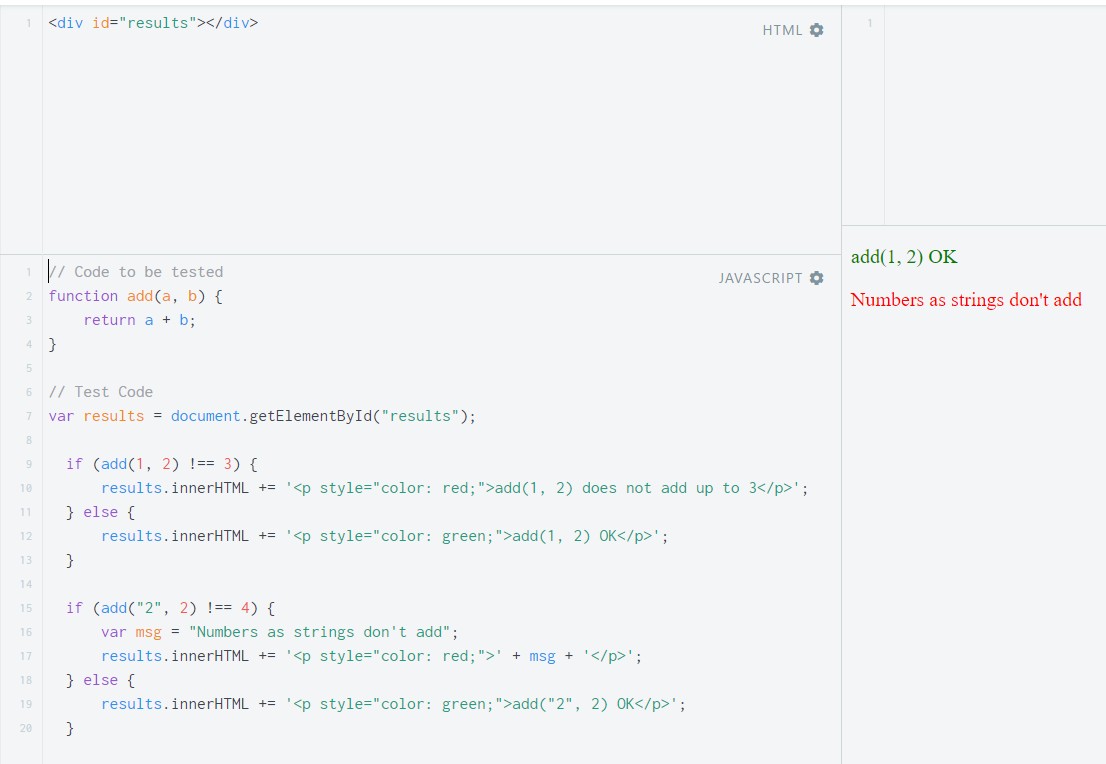 1 <div id="results"></div>
HTML
1
1 // Code to be tested
JAVASCRIPT
2 function add(a, b) {
3     return a + b;
4 }
5
6 // Test Code
7 var results = document.getElementById("results");
8
9   if (add(1, 2) !== 3) {
10       results.innerHTML += '<p style="color: red;">add(1, 2) does not add up to 3</p>';
11   } else {
12       results.innerHTML += '<p style="color: green;">add(1, 2) OK</p>';
13   }
14
15   if (add("2", 2) !== 4) {
16       var msg = "Numbers as strings don't add";
17       results.innerHTML += '<p style="color: red;">' + msg + '</p>';
18   } else {
19       results.innerHTML += '<p style="color: green;">add("2", 2) OK</p>';
20   }
add(1, 2) OK
Numbers as strings don't add